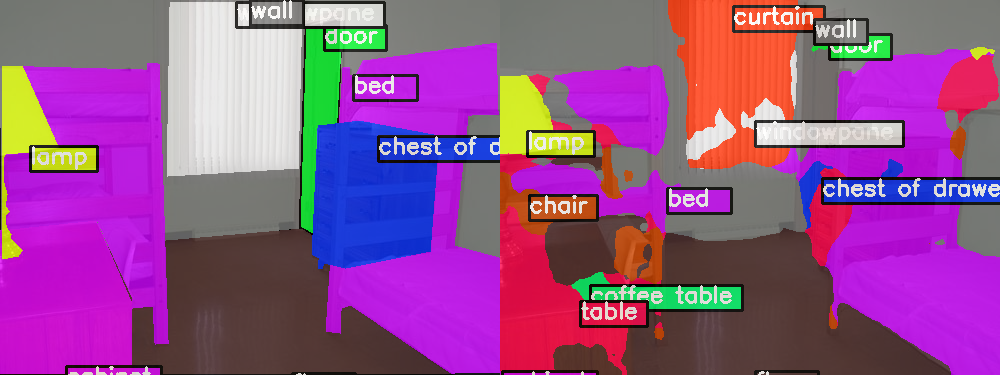 wall
wpane
door
bed
lamp
chest of d
curtain
wall
door
lamp
windowpane
chest of drawe
chair
bed
coffee table
table